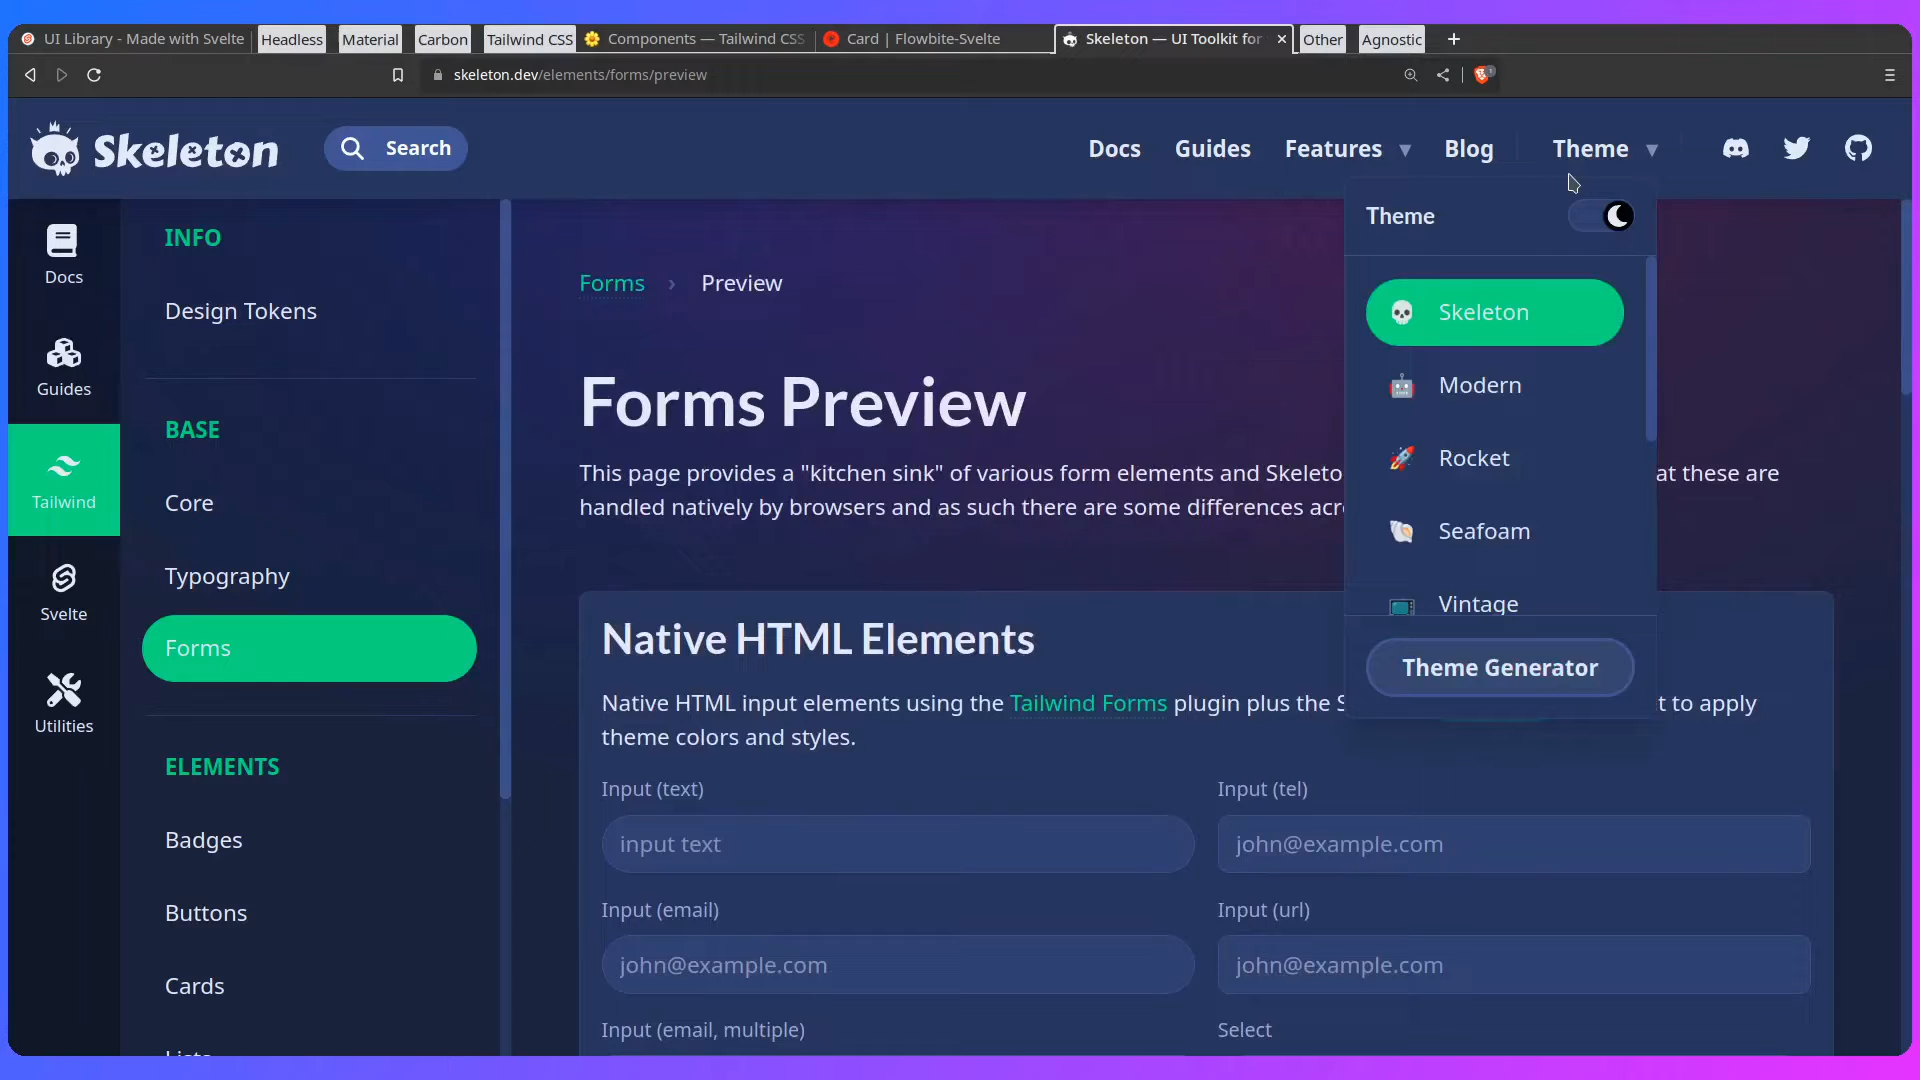 UI Library - Made with Svelte
Headless
Material
Carbon
Tailwind CSS
Components — Tailwind CSS
Card | Flowbite-Svelte
Skeleton — UI Toolkit for
Other
Agnostic
skeleton.dev/elements/forms/preview
Skeleton
Search
Docs
Guides
Features
Blog
Theme
Docs
Guides
Tailwind
Svelte
Utilities
INFO
Design Tokens
BASE
Core
Typography
Forms
ELEMENTS
Badges
Buttons
Cards
Lists
Forms › Preview
Forms Preview
This page provides a "kitchen sink" of various form elements and Skeleto at these are
handled natively by browsers and as such there are some differences acr
Native HTML Elements
Native HTML input elements using the Tailwind Forms plugin plus the S t to apply
theme colors and styles.
Input (text)
input text
Input (tel)
john@example.com
Input (email)
john@example.com
Input (url)
john@example.com
Input (email, multiple)
Select
Theme
Skeleton
Modern
Rocket
Seafoam
Vintage
Theme Generator